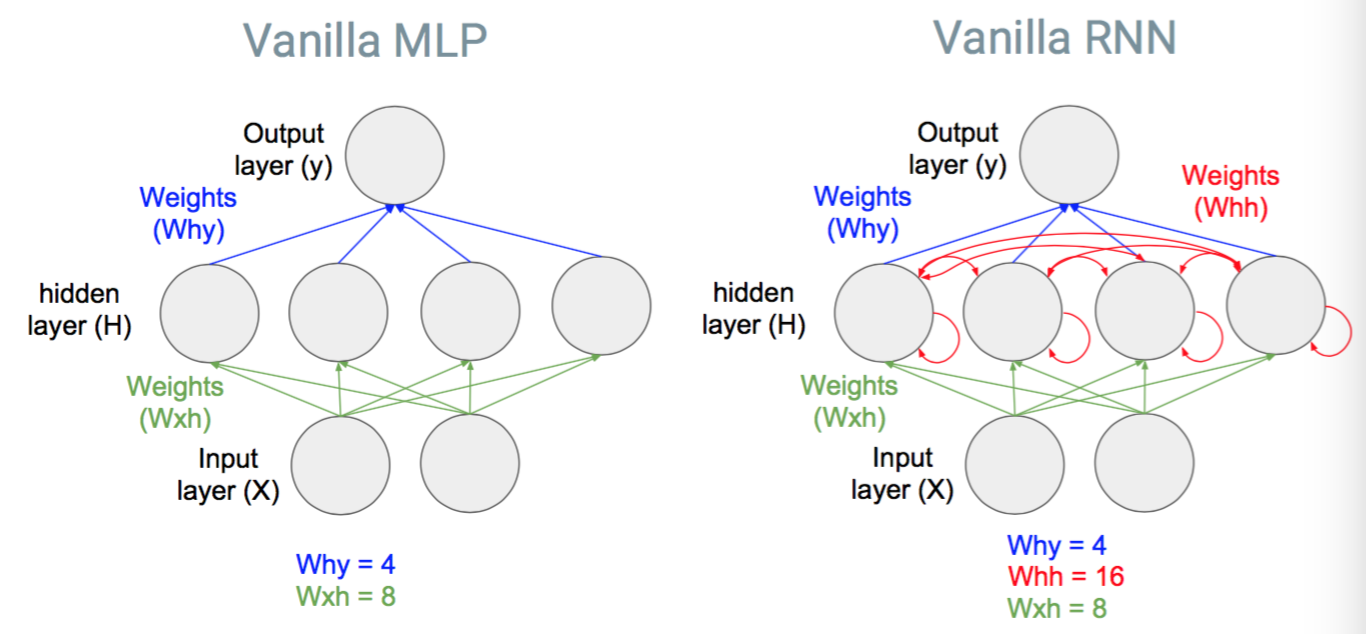 Vanilla MLP
Output
layer (y)
Weights
(Why)
hidden
layer (H)
Weights
(Wxh)
Input
layer (X)
Why = 4
Wxh = 8
Vanilla RNN
Output
layer (y)
Weights
(Whh)
Weights
(Why)
hidden
layer (H)
Weights
(Wxh)
Input
layer (X)
Why = 4
Whh = 16
Wxh = 8